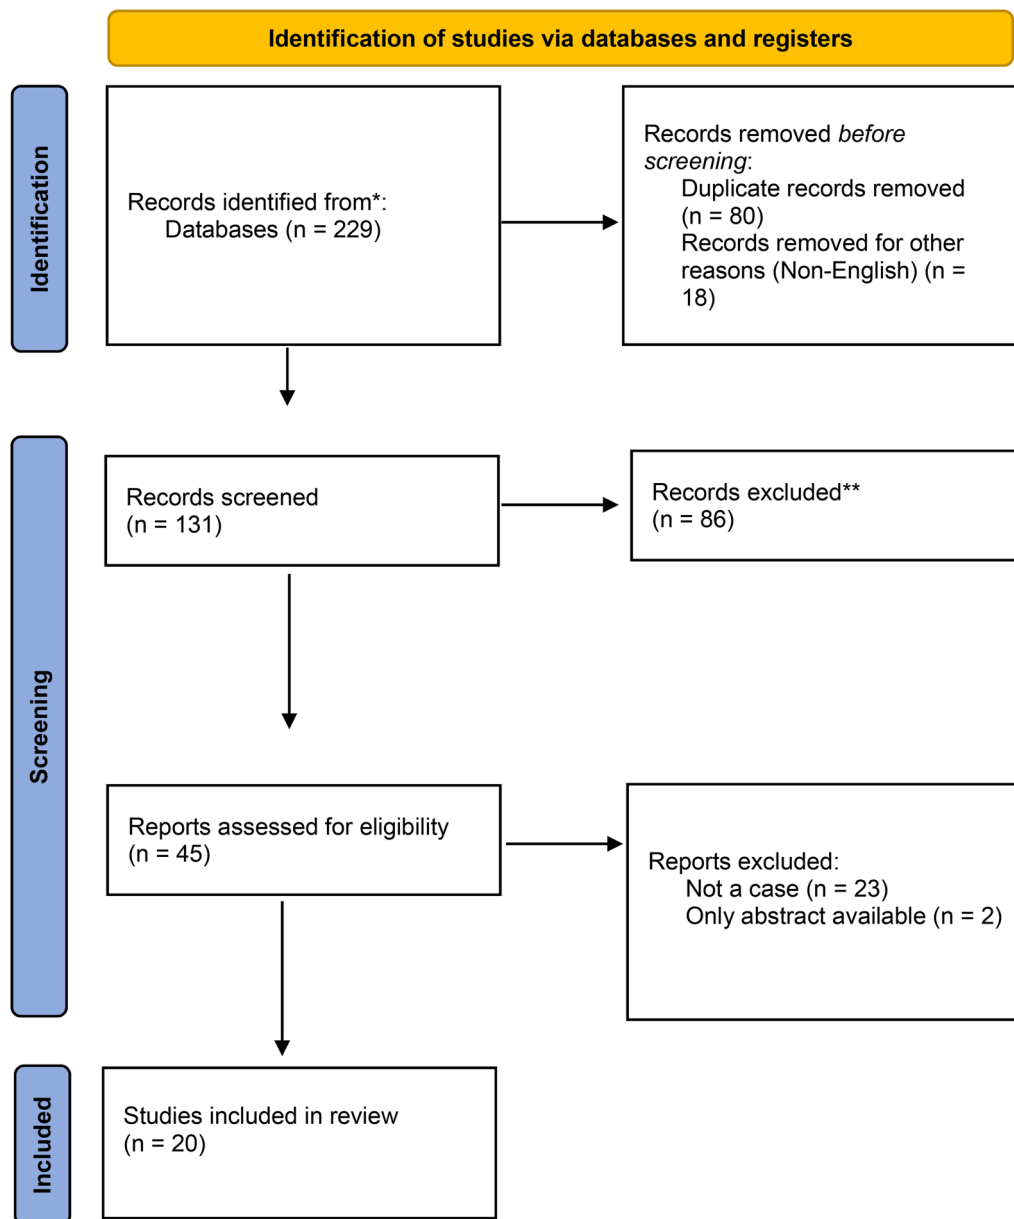 Identification of studies via databases and registers
Identification
Records identified from*:
Databases (n = 229)
Records removed before
screening:
Duplicate records removed
(n = 80)
Records removed for other
reasons (Non-English) (n =
18)
Screening
Records screened
(n = 131)
Records excluded**
(n = 86)
Reports assessed for eligibility
(n = 45)
Reports excluded:
Not a case (n = 23)
Only abstract available (n = 2)
Included
Studies included in review
(n = 20)